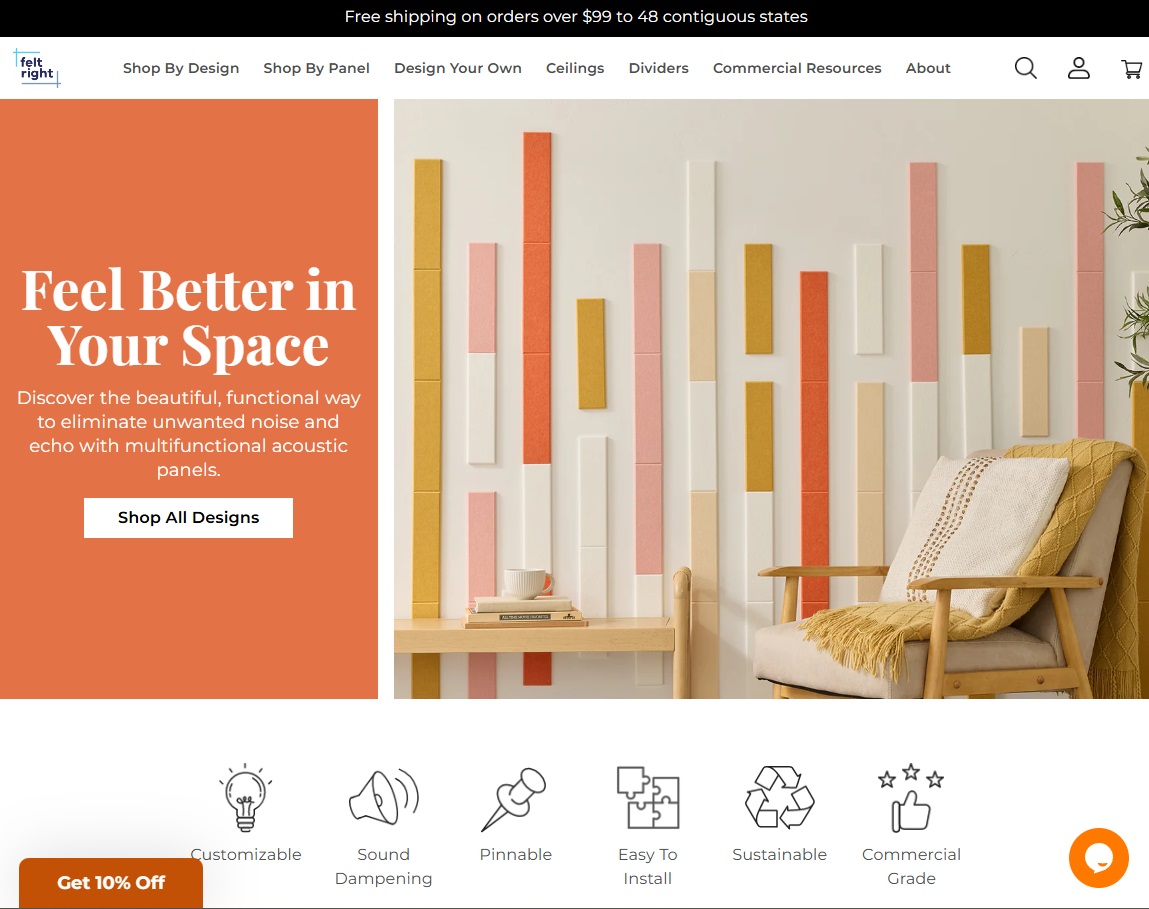 Free shipping on orders over $99 to 48 contiguous states
felt
right
Shop By Design
Shop By Panel
Design Your Own
Ceilings
Dividers
Commercial Resources
About
Feel Better in
Your Space
Discover the beautiful, functional way
to eliminate unwanted noise and
echo with multifunctional acoustic
panels.
Shop All Designs
Customizable
Sound
Dampening
Pinnable
Easy To
Install
Sustainable
Commercial
Grade
Get 10% Off